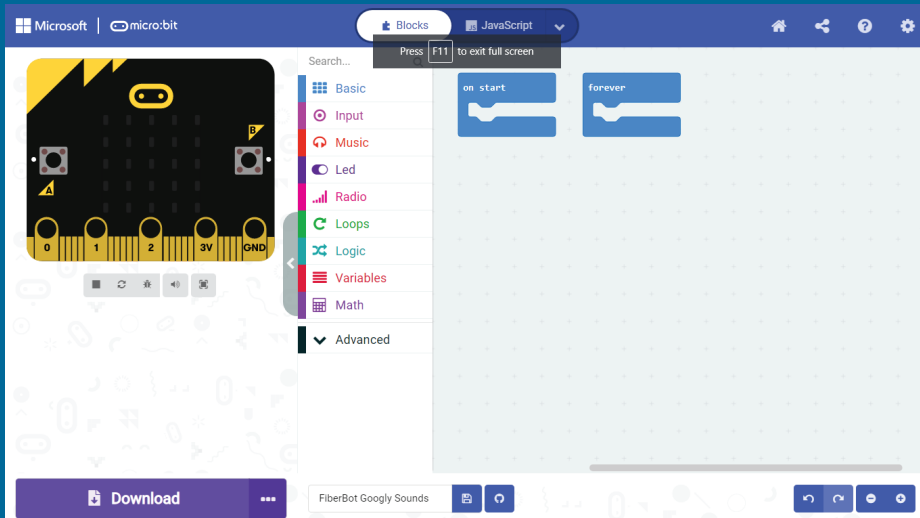 Microsoft | micro:bit
Blocks
JS JavaScript
Press F11 to exit full screen
Search...
Basic
Input
Music
Led
Radio
Loops
Logic
Variables
Math
Advanced
on start
forever
B
A
0 1 2 3V GND
Download
FiberBot Googly Sounds